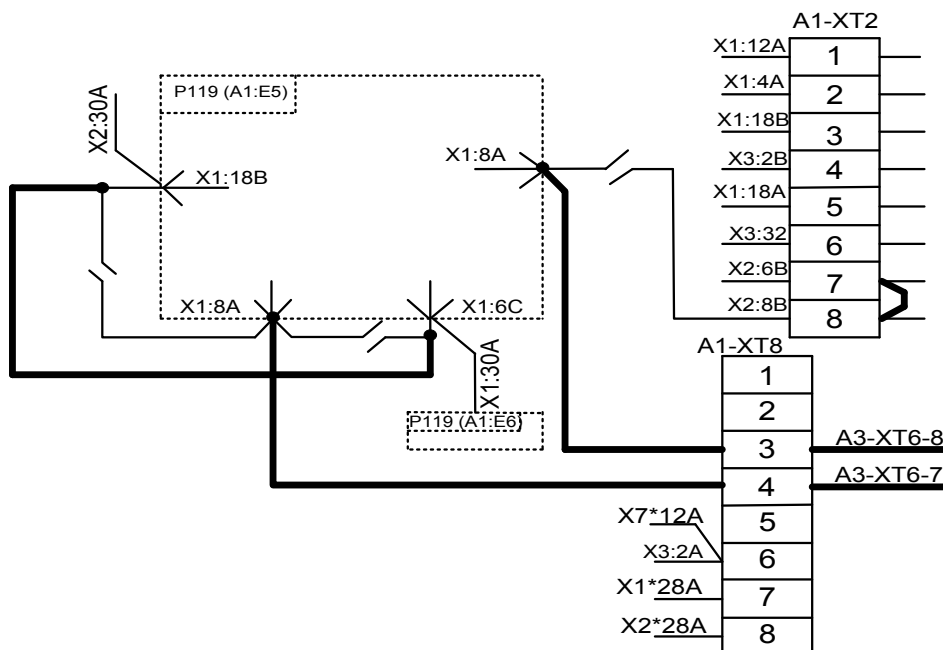 A1-XT2
X1:12A
1
X1:4A
2
X1:18B
3
X3:2B
4
X1:18A
5
X3:32
6
X2:6B
7
X2:8B
8
P119 (A1:E5)
X2:30A
X1:18B
X1:8A
X1:8A
X1:6C
X1:30A
P119 (A1:E6)
A1-XT8
1
2
3
A3-XT6-8
4
A3-XT6-7
X7*12A
5
X3:2A
6
X1*28A
7
X2*28A
8